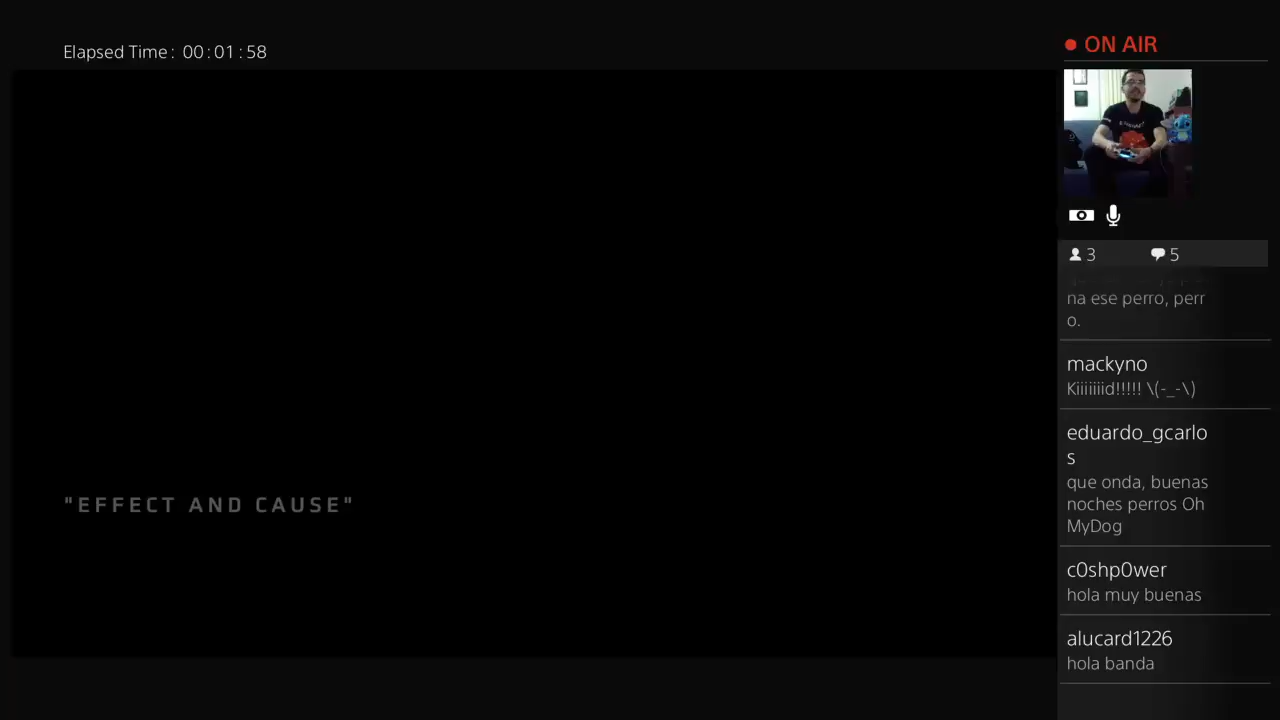 Elapsed Time: 00:01:58
ON AIR
3
5
na ese perro, perr
o.
mackyno
Kiiiiiiid!!!!! \(-_-\)
eduardo_gcarlo
s
que onda, buenas
noches perros Oh
MyDog
c0shp0wer
hola muy buenas
alucard1226
hola banda
"EFFECT AND CAUSE"